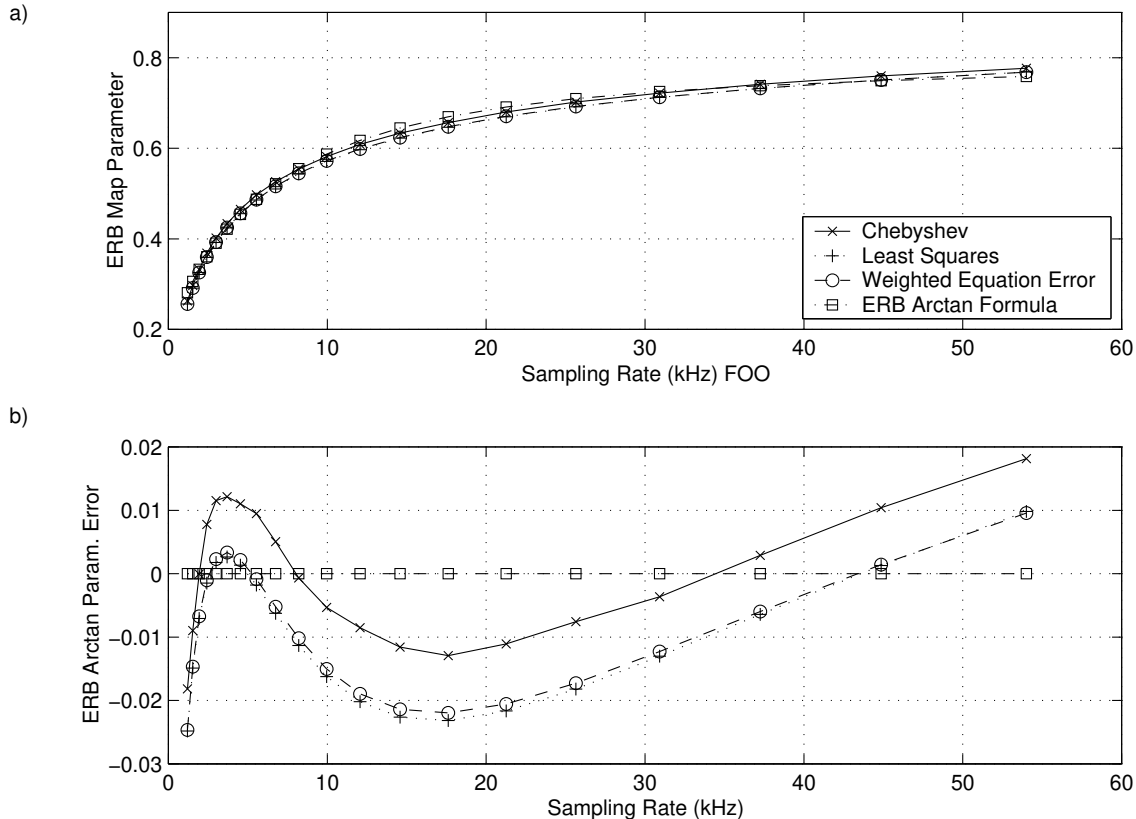 a)
ERB Map Parameter
0.8
0.6
0.4
0.2
0
10
20
30
40
50
60
Sampling Rate (kHz) FOO
Chebyshev
Least Squares
Weighted Equation Error
ERB Arctan Formula
b)
ERB Arctan Param. Error
0.02
0.01
0
−0.01
−0.02
−0.03
0
10
20
30
40
50
60
Sampling Rate (kHz)